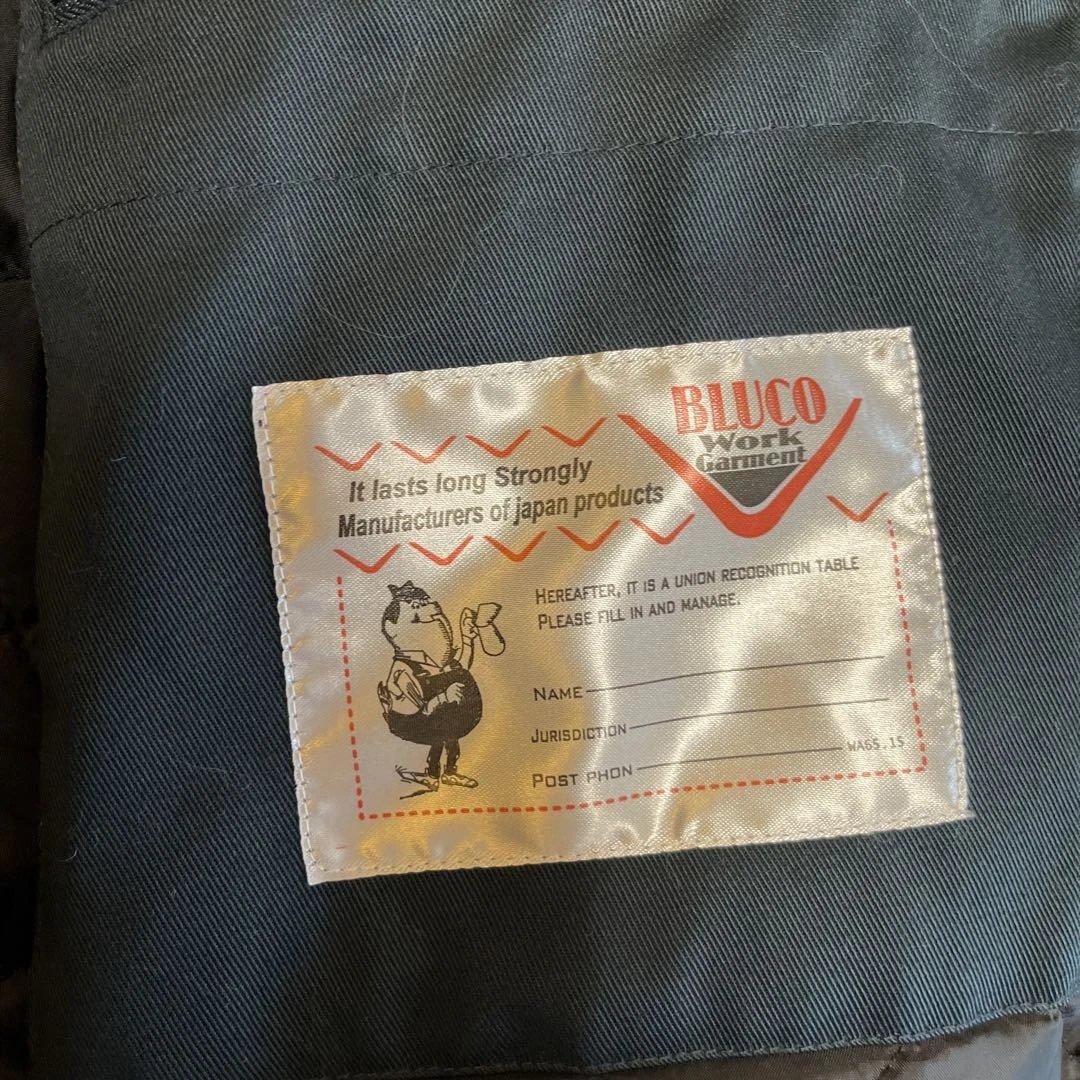 BLUCO
Work
Garment
It lasts long Strongly
Manufacturers of japan products
HEREAFTER, IT IS A UNION RECOGNITION TABLE
PLEASE FILL IN AND MANAGE.
NAME
JURISDICTION
POST PHON
WA65.15